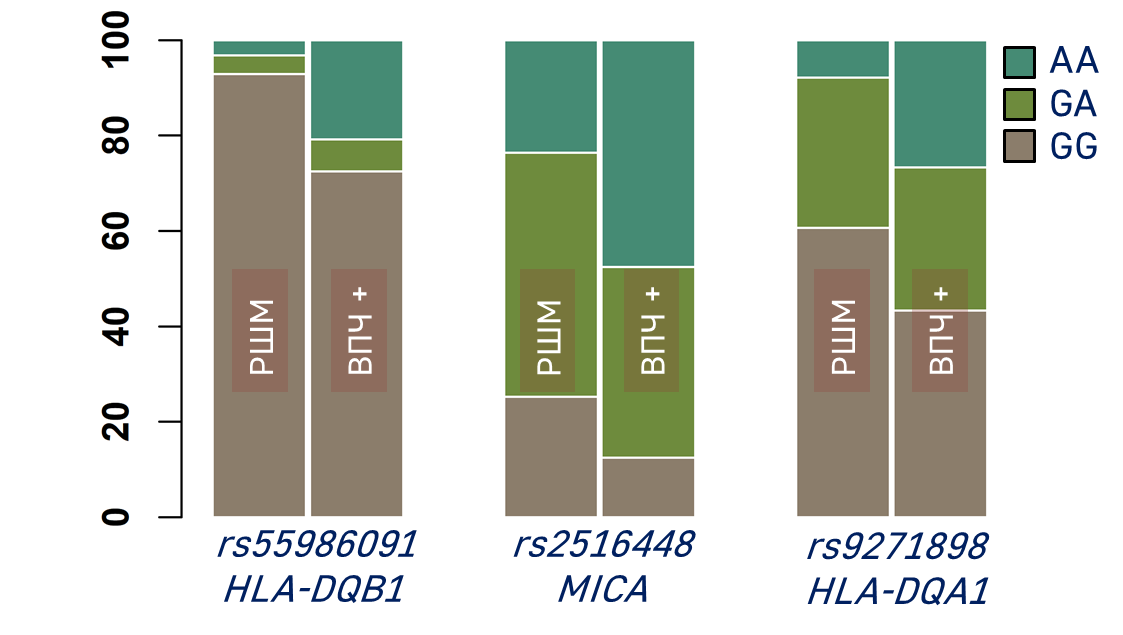 100
80
60
40
20
0
AA
GA
GG
РШМ
ВПЧ +
РШМ
ВПЧ +
РШМ
ВПЧ +
rs55986091
HLA-DQB1
rs2516448
MICA
rs9271898
HLA-DQA1